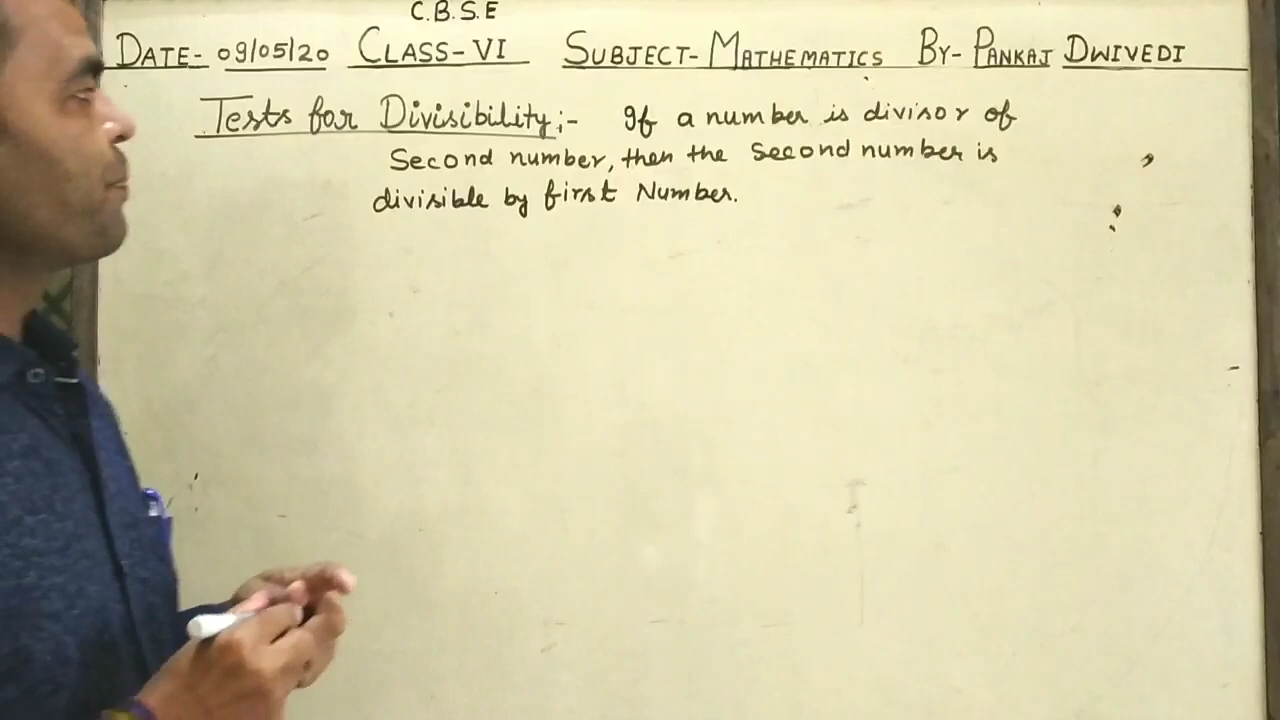 C.B.S.E
DATE- 09/05/20 CLASS-VI SUBJECT- MATHEMATICS BY- PANKAJ DWIVEDI
Tests for Divisibility:- If a number is divisor of
Second number, then the second number is
divisible by first Number.